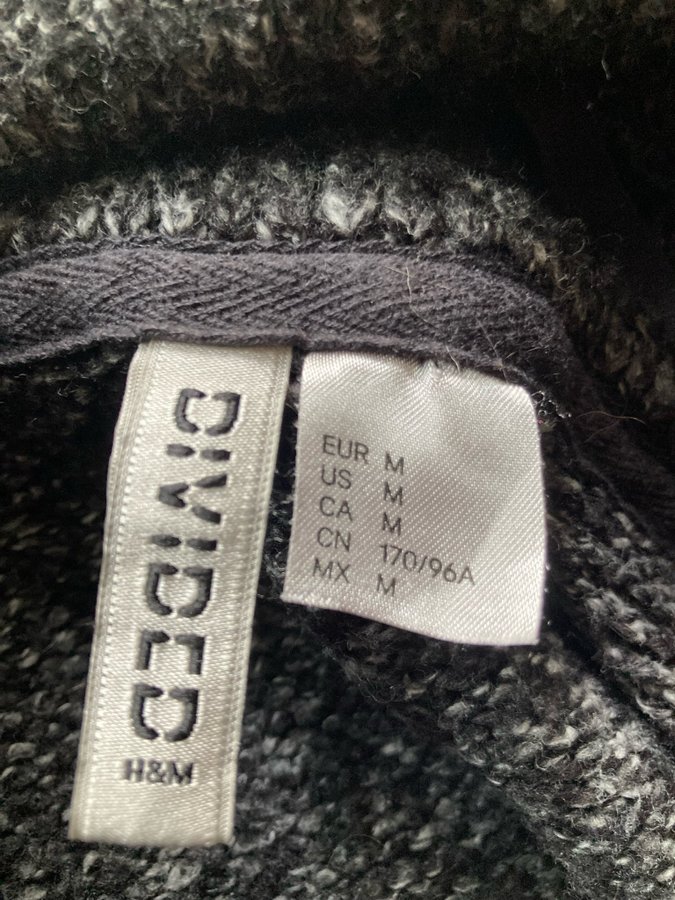 DIVIDED
H&M
EUR M
US M
CA M
CN 170/96A
MX M